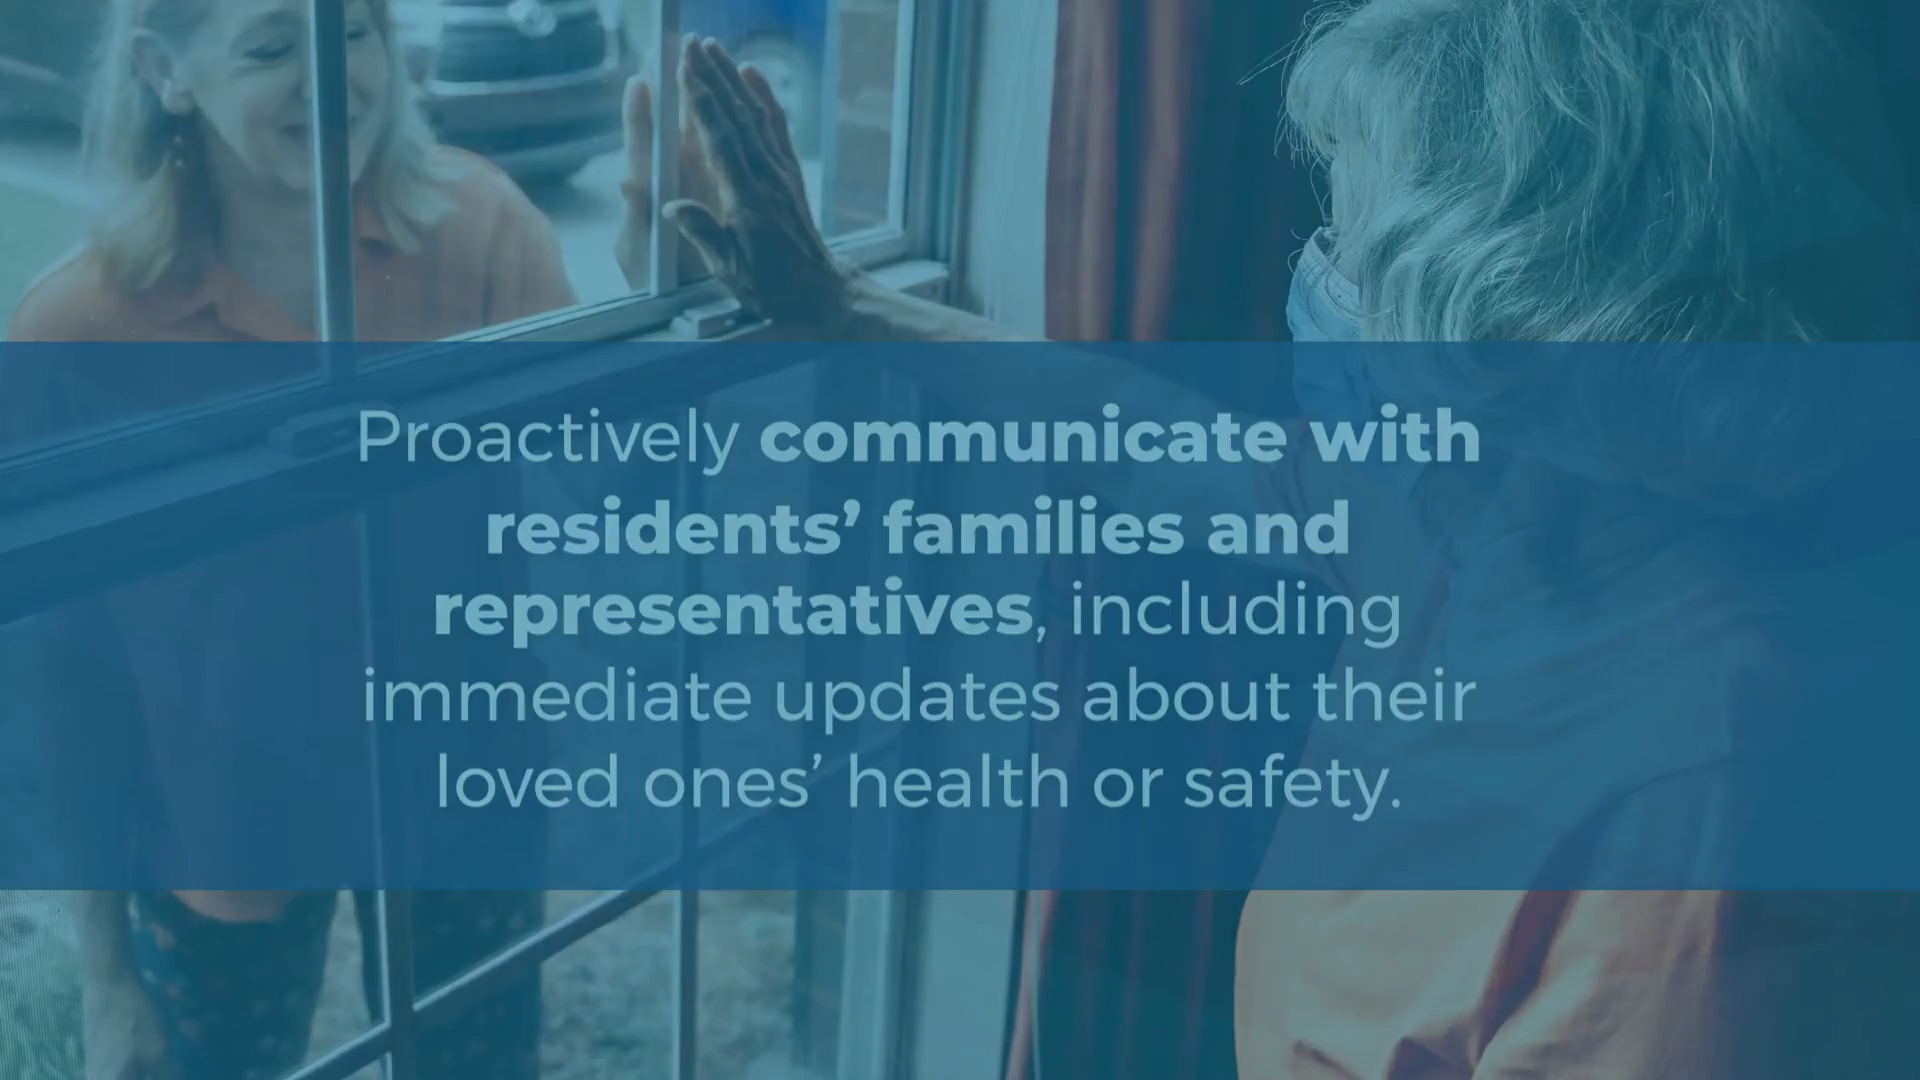 Proactively communicate with
residents’ families and
representatives, including
immediate updates about their
loved ones’ health or safety.